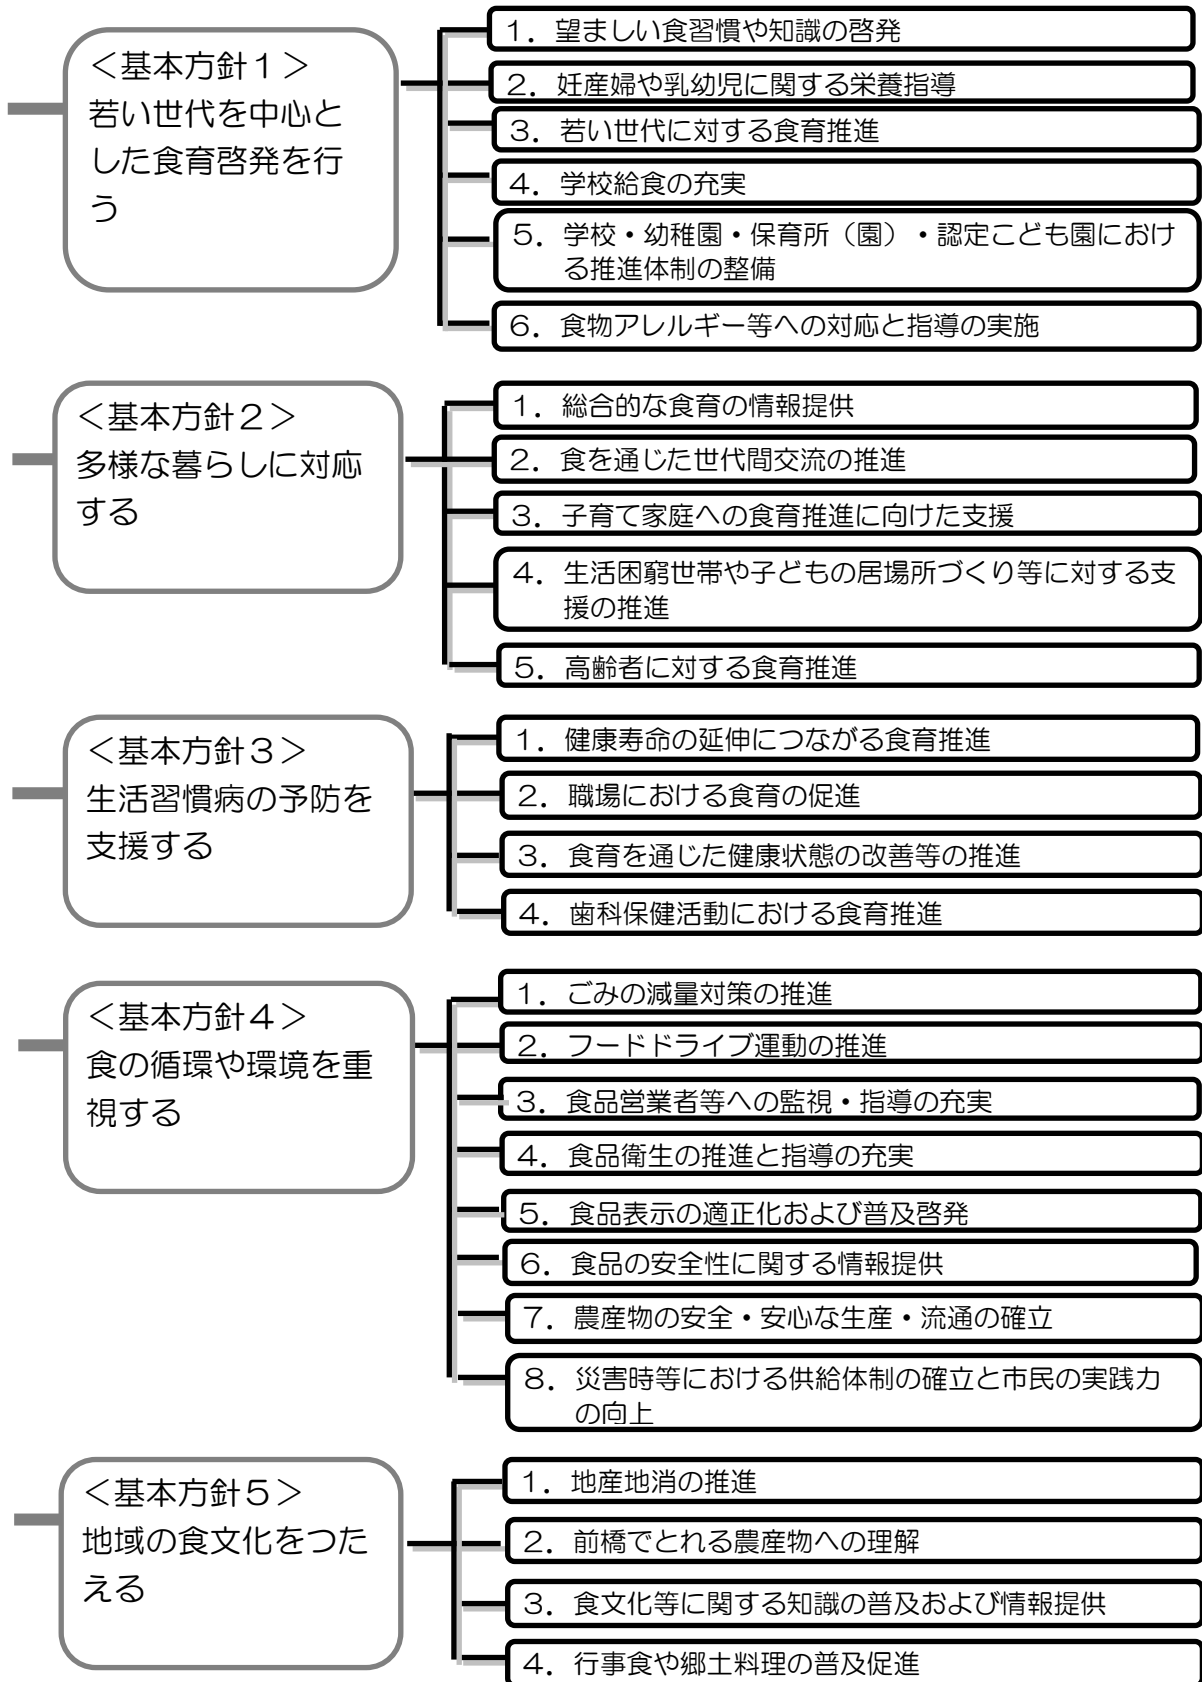 ＜基本方針１＞
若い世代を中心と
した食育啓発を行
う
１．望ましい食習慣や知識の啓発
２．妊産婦や乳幼児に関する栄養指導
３．若い世代に対する食育推進
４．学校給食の充実
５．学校・幼稚園・保育所（園）・認定こども園におけ
る推進体制の整備
６．食物アレルギー等への対応と指導の実施
＜基本方針２＞
多様な暮らしに対応
する
１．総合的な食育の情報提供
２．食を通じた世代間交流の推進
３．子育て家庭への食育推進に向けた支援
４．生活困窮世帯や子どもの居場所づくり等に対する支
援の推進
５．高齢者に対する食育推進
＜基本方針３＞
生活習慣病の予防を
支援する
１．健康寿命の延伸につながる食育推進
２．職場における食育の促進
３．食育を通じた健康状態の改善等の推進
４．歯科保健活動における食育推進
＜基本方針４＞
食の循環や環境を重
視する
１．ごみの減量対策の推進
２．フードドライブ運動の推進
３．食品営業者等への監視・指導の充実
４．食品衛生の推進と指導の充実
５．食品表示の適正化および普及啓発
６．食品の安全性に関する情報提供
７．農産物の安全・安心な生産・流通の確立
８．災害時等における供給体制の確立と市民の実践力
の向上
＜基本方針５＞
地域の食文化をつた
える
１．地産地消の推進
２．前橋でとれる農産物への理解
３．食文化等に関する知識の普及および情報提供
４．行事食や郷土料理の普及促進